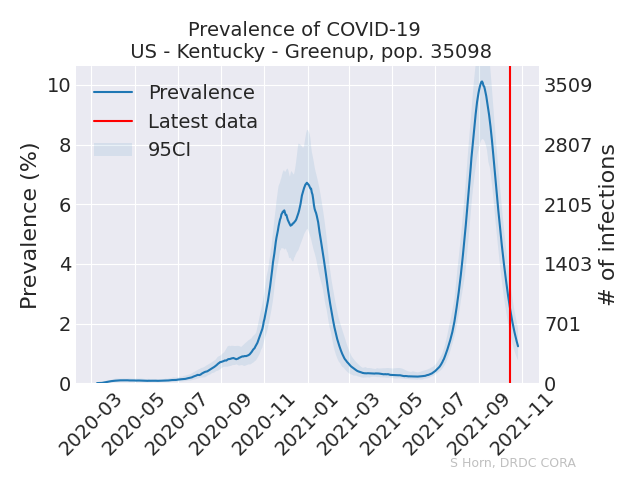 Prevalence of COVID-19
US - Kentucky - Greenup, pop. 35098
Prevalence (%)
10
8
6
4
2
0
Prevalence
Latest data
95CI
3509
2807
2105
1403
701
0
# of infections
2020-03
2020-05
2020-07
2020-09
2020-11
2021-01
2021-03
2021-05
2021-07
2021-09
2021-11
S Horn, DRDC CORA